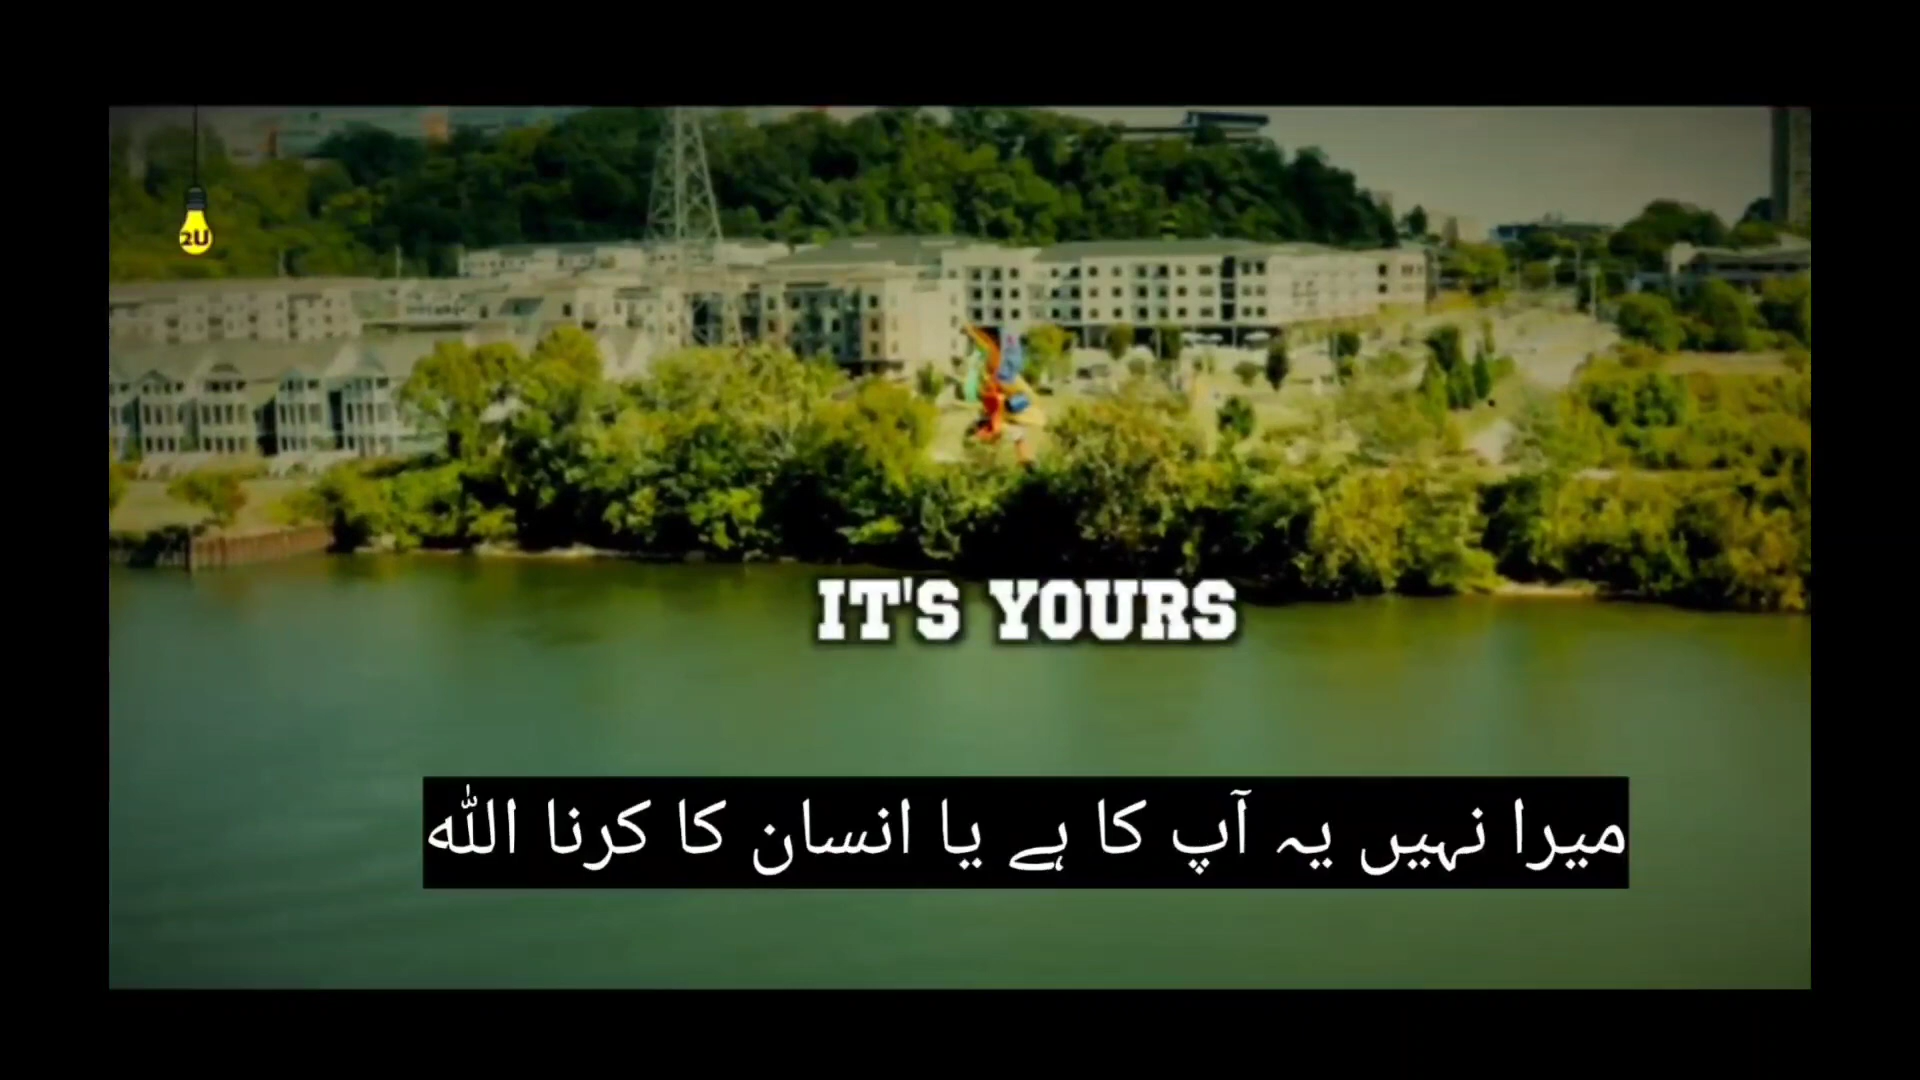 2U
IT'S YOURS
میرا نہیں یہ آپ کا ہے یا انسان کا کرنا اللہ